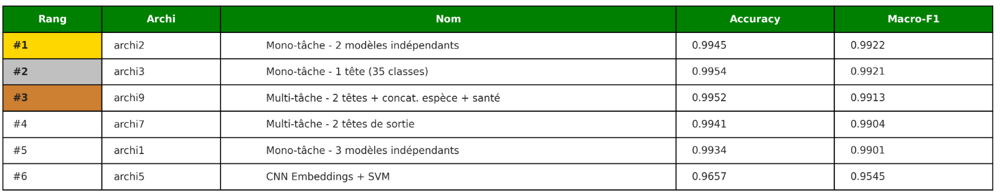 Rang Archi Nom Accuracy Macro-F1
#1 archi2 Mono-tâche - 2 modèles indépendants 0.9945 0.9922
#2 archi3 Mono-tâche - 1 tête (35 classes) 0.9954 0.9921
#3 archi9 Multi-tâche - 2 têtes + concat. espèce + santé 0.9952 0.9913
#4 archi7 Multi-tâche - 2 têtes de sortie 0.9941 0.9904
#5 archi1 Mono-tâche - 3 modèles indépendants 0.9934 0.9901
#6 archi5 CNN Embeddings + SVM 0.9657 0.9545